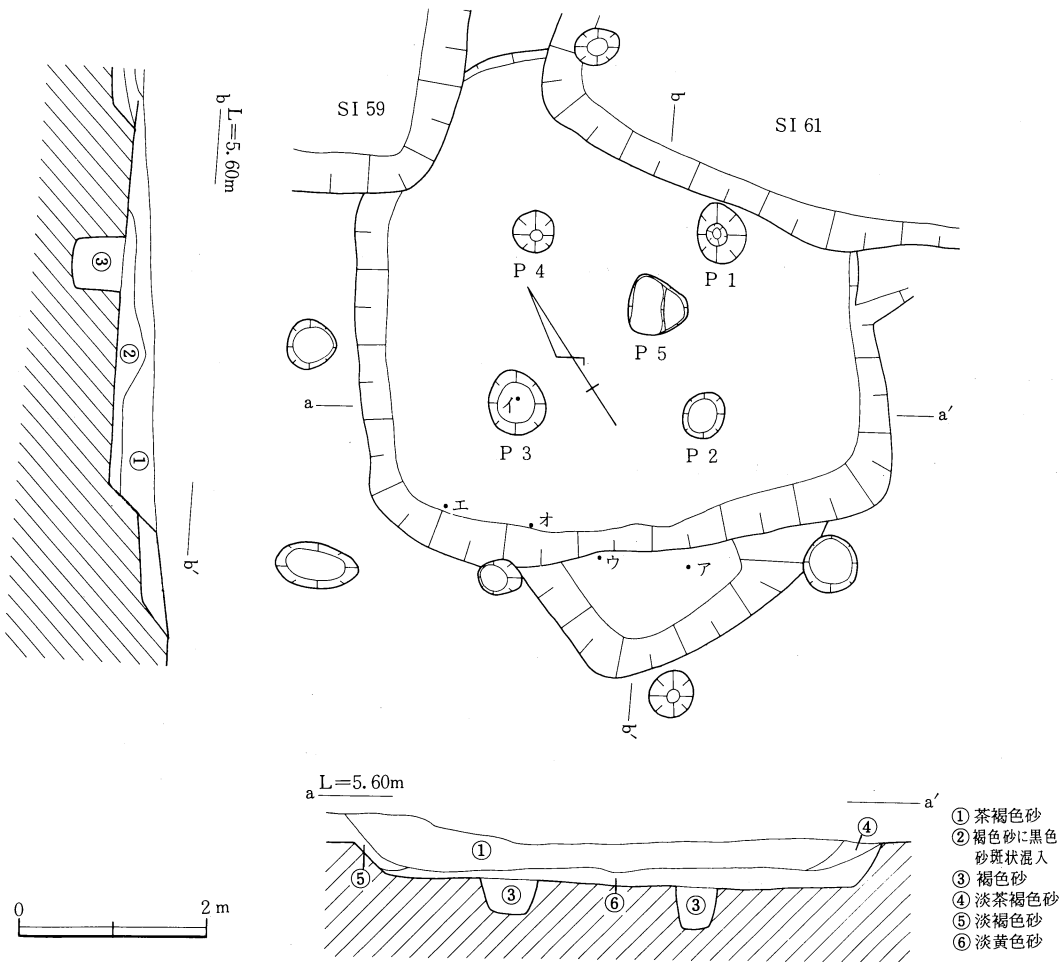 SI 59
SI 61
b
b
L=5.60m
③
②
①
b′
P 4
P 1
P 5
a
イ
P 3
P 2
a′
エ
オ
ウ
ア
b′
L=5.60m
a
a′
①
④
⑤
③
⑥
③
0
2 m
① 茶褐色砂
② 褐色砂に黒色
砂斑状混入
③ 褐色砂
④ 淡茶褐色砂
⑤ 淡褐色砂
⑥ 淡黄色砂